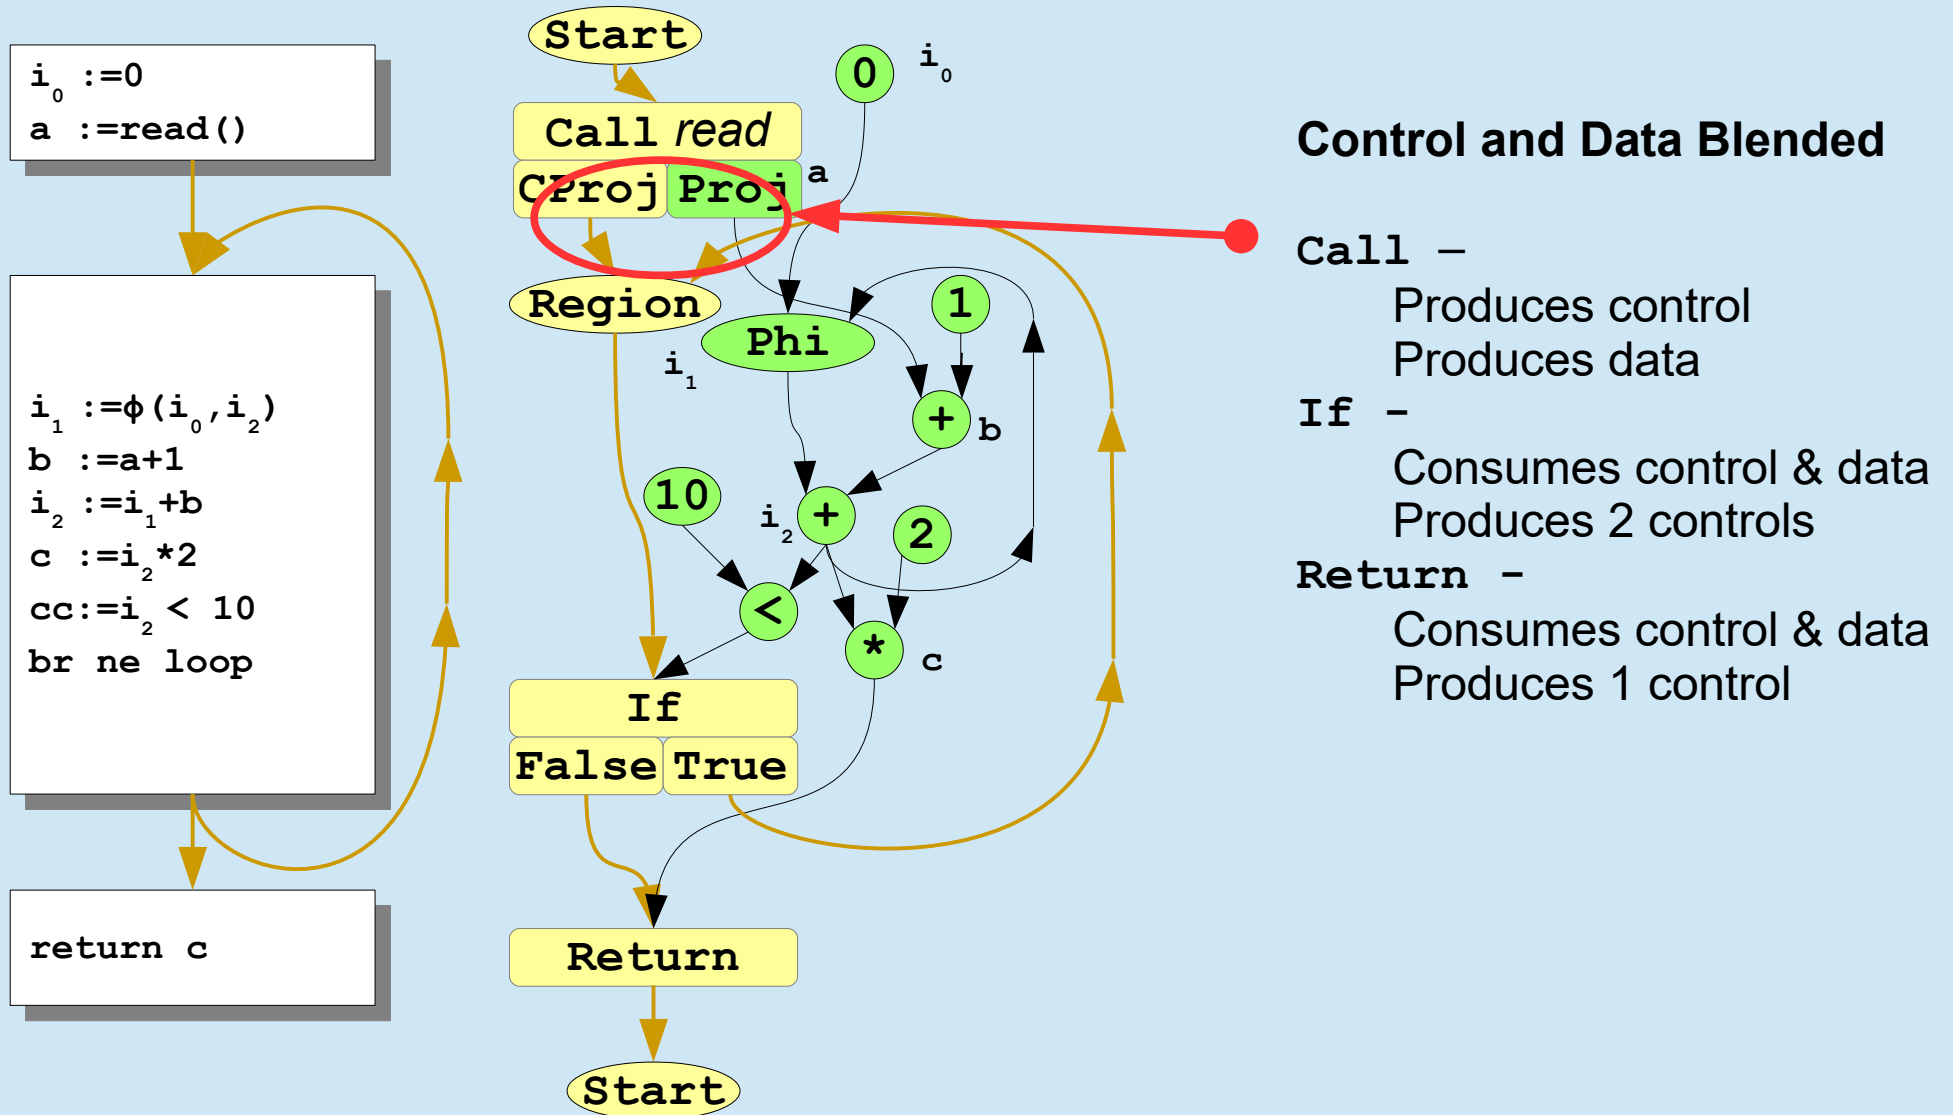 i₀ :=0
a :=read()
i₁ :=ϕ(i₀,i₂)
b :=a+1
i₂ :=i₁+b
c :=i₂*2
cc:=i₂ < 10
br ne loop
return c
Start
0
i₀
Call read
CProj Proj
a
Region
Phi
i₁
1
+
b
10
i₂
+
2
<
*
c
If
False True
Return
Start
Control and Data Blended
Call –
Produces control
Produces data
If -
Consumes control & data
Produces 2 controls
Return -
Consumes control & data
Produces 1 control